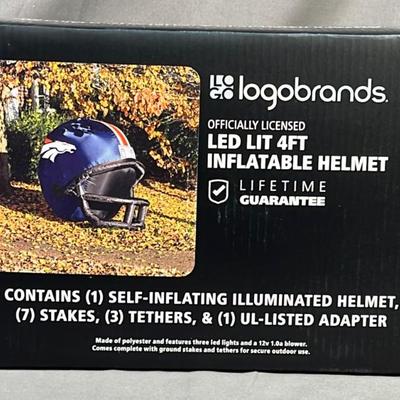 LOGO
logobrands.
OFFICIALLY LICENSED
LED LIT 4FT
INFLATABLE HELMET
LIFETIME
GUARANTEE
CONTAINS (1) SELF-INFLATING ILLUMINATED HELMET,
(7) STAKES, (3) TETHERS, & (1) UL-LISTED ADAPTER
Made of polyester and features three led lights and a 12v 1.0a blower.
Comes complete with ground stakes and tethers for secure outdoor use.